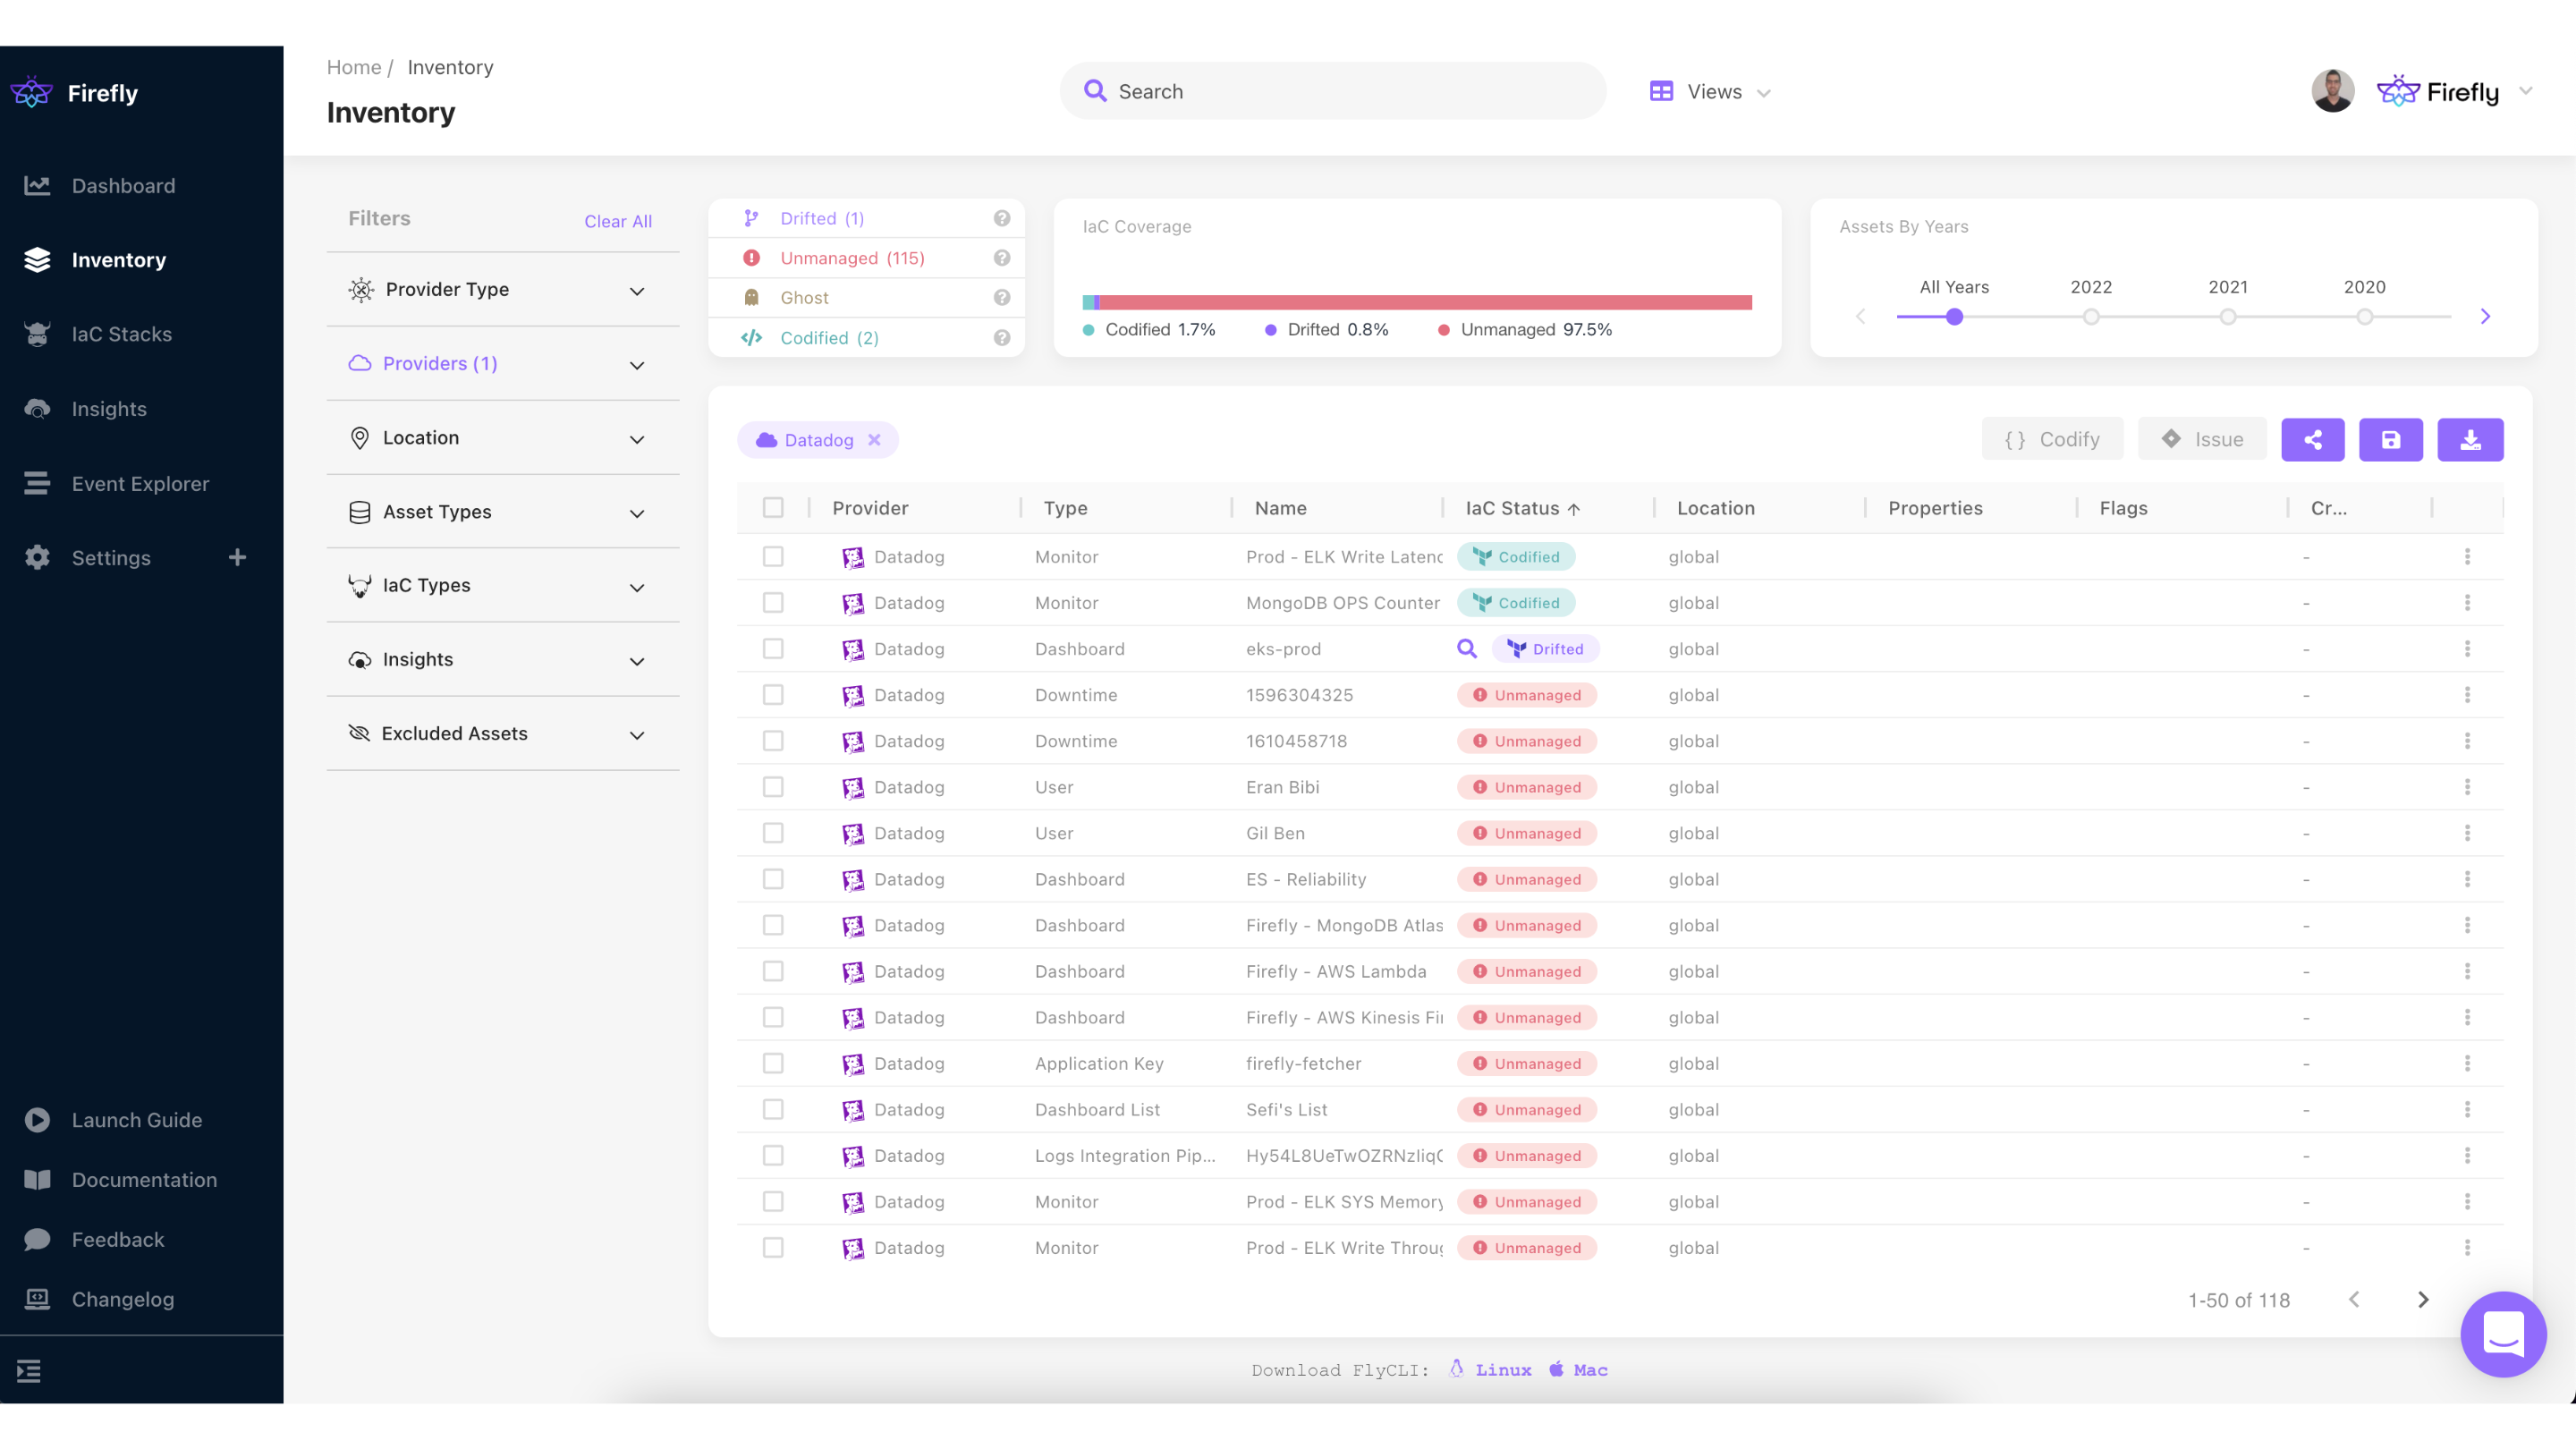 Firefly
Dashboard
Inventory
IaC Stacks
Insights
Event Explorer
Settings
Launch Guide
Documentation
Feedback
Changelog
Home / Inventory
Inventory
Search
Views
Firefly
Filters
Clear All
Provider Type
Providers (1)
Location
Asset Types
IaC Types
Insights
Excluded Assets
Drifted (1)
Unmanaged (115)
Ghost
Codified (2)
IaC Coverage
Codified 1.7% Drifted 0.8% Unmanaged 97.5%
Assets By Years
All Years 2022 2021 2020
Datadog
{ } Codify
Issue
Provider Type Name IaC Status Location Properties Flags Cr...
Datadog Monitor Prod - ELK Write Latenc Codified global -
Datadog Monitor MongoDB OPS Counter Codified global -
Datadog Dashboard eks-prod Drifted global -
Datadog Downtime 1596304325 Unmanaged global -
Datadog Downtime 1610458718 Unmanaged global -
Datadog User Eran Bibi Unmanaged global -
Datadog User Gil Ben Unmanaged global -
Datadog Dashboard ES - Reliability Unmanaged global -
Datadog Dashboard Firefly - MongoDB Atlas Unmanaged global -
Datadog Dashboard Firefly - AWS Lambda Unmanaged global -
Datadog Dashboard Firefly - AWS Kinesis Unmanaged global -
Datadog Application Key firefly-fetcher Unmanaged global -
Datadog Dashboard List Sefi's List Unmanaged global -
Datadog Logs Integration Pip... Unmanaged global -
Datadog Monitor Prod - ELK SYS Memory Unmanaged global -
Datadog Monitor Prod - ELK Write Unmanaged global -
1-50 of 118
Download FlyCLI: Linux Mac